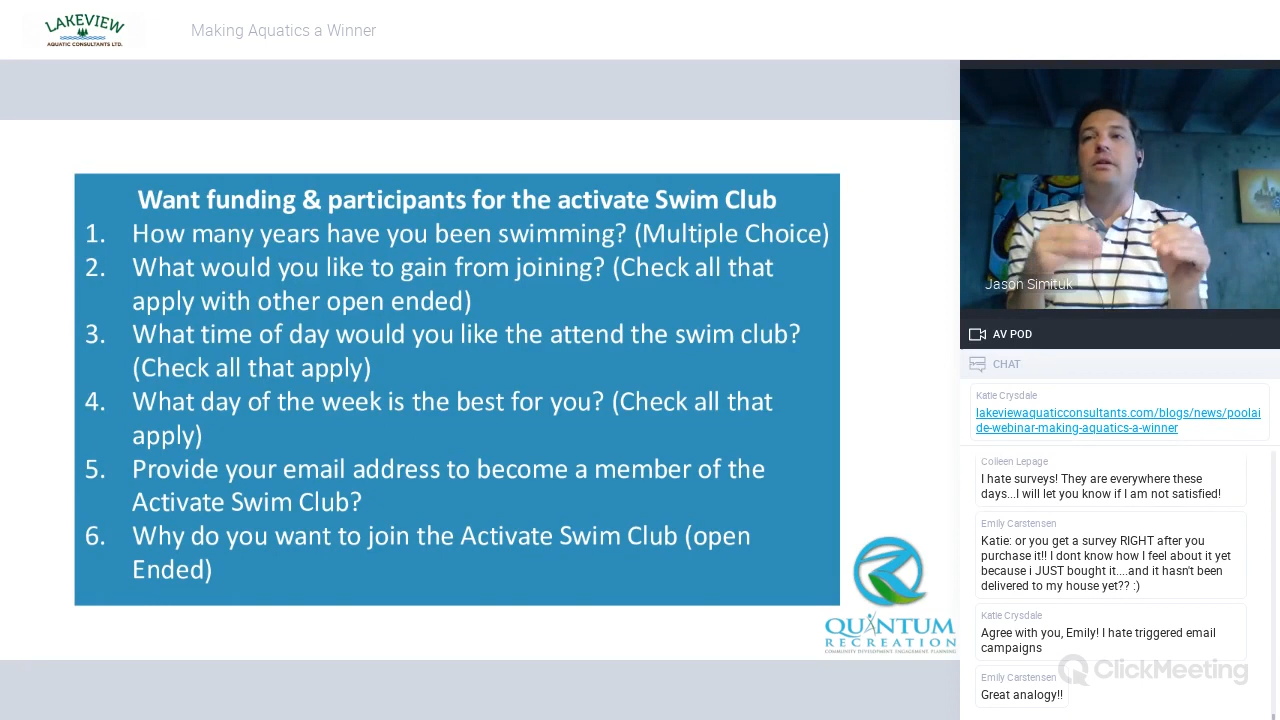 LAKEVIEW
AQUATIC CONSULTANTS LTD.
Making Aquatics a Winner
Want funding & participants for the activate Swim Club
1. How many years have you been swimming? (Multiple Choice)
2. What would you like to gain from joining? (Check all that
apply with other open ended)
3. What time of day would you like the attend the swim club?
(Check all that apply)
4. What day of the week is the best for you? (Check all that
apply)
5. Provide your email address to become a member of the
Activate Swim Club?
6. Why do you want to join the Activate Swim Club (open
Ended)
QUANTUM
RECREATION
COMMUNITY DEVELOPMENT, ENGAGEMENT, PLANNING
Jason Simituk
AV POD
CHAT
Katie Crysdale
lakeviewaquaticconsultants.com/blogs/news/poolsi
de-webinar-making-aquatics-a-winner
Colleen Lepage
I hate surveys! They are everywhere these
days...I will let you know if I am not satisfied!
Emily Carstensen
Katie: or you get a survey RIGHT after you
purchase it!! I dont know how I feel about it yet
because i JUST bought it....and it hasn't been
delivered to my house yet?? :)
Katie Crysdale
Agree with you, Emily! I hate triggered email
campaigns
ClickMeeting
Emily Carstensen
Great analogy!!